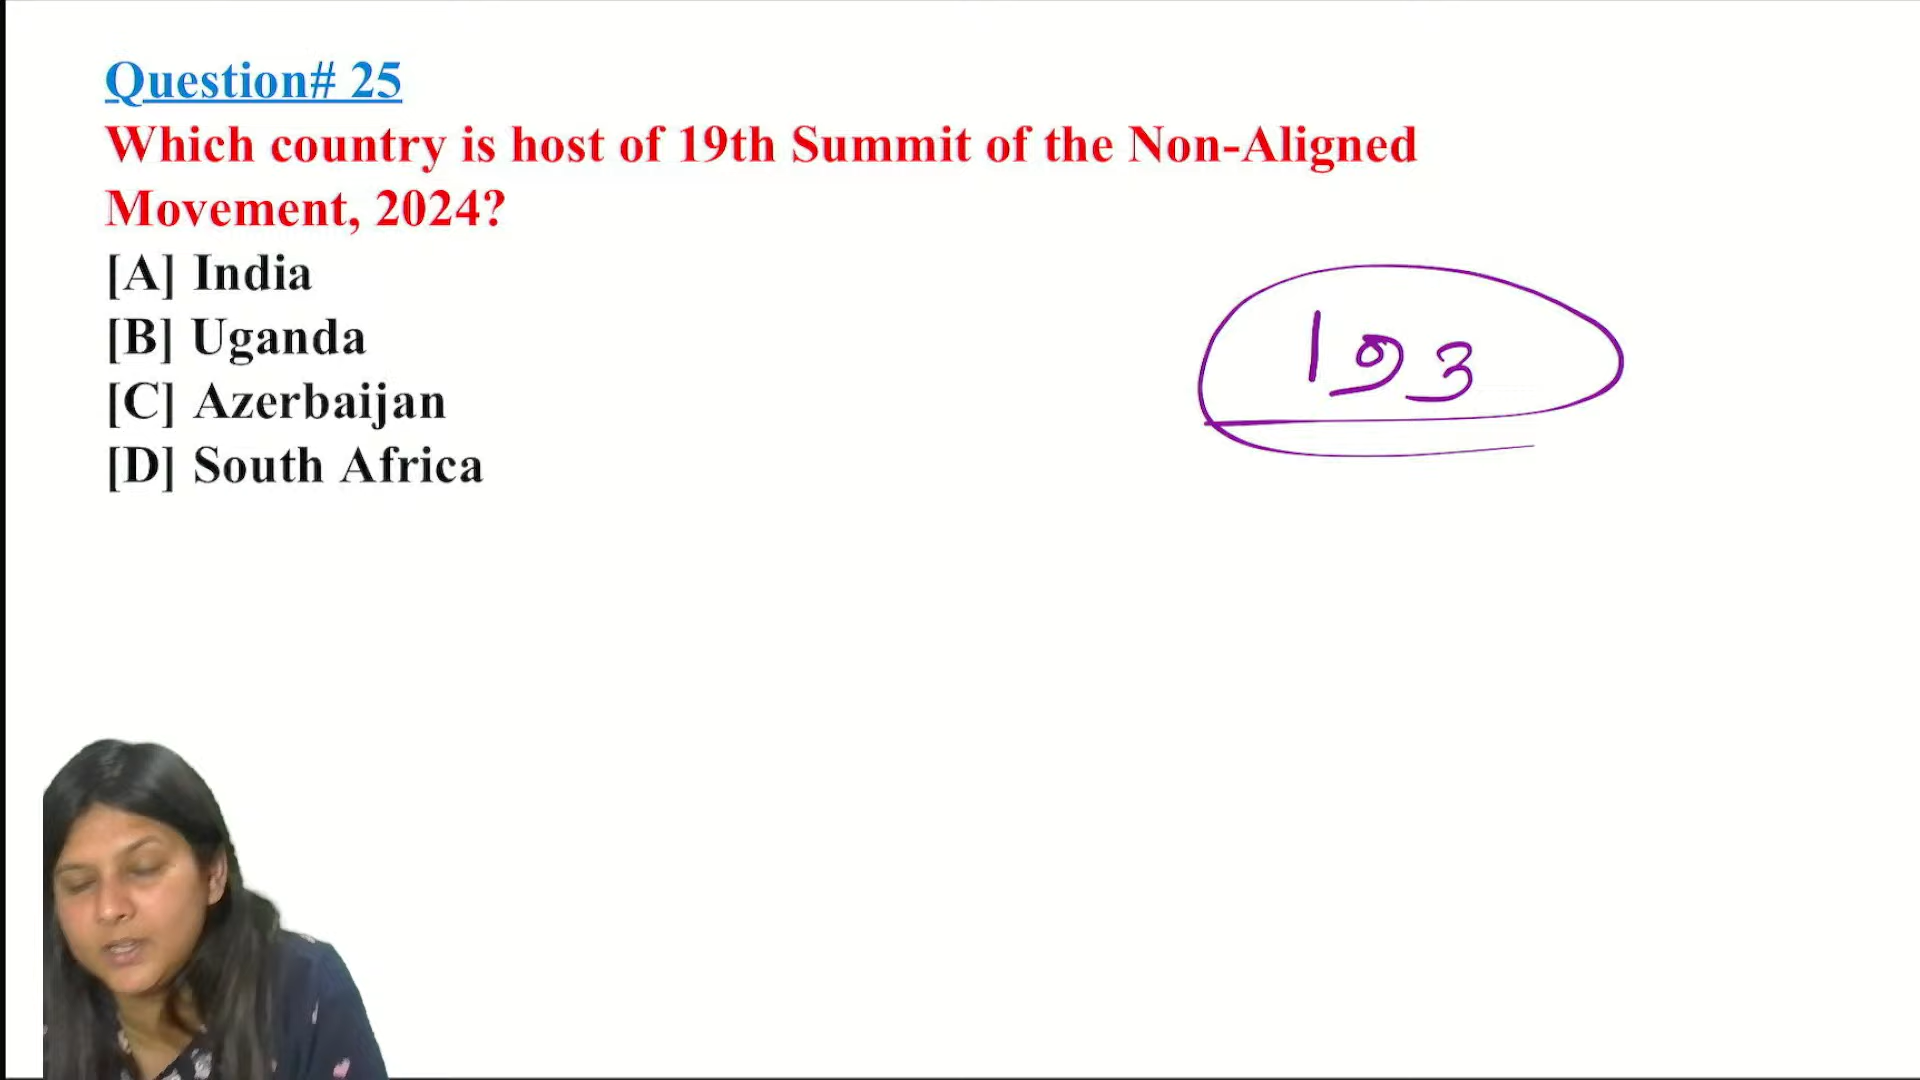 Question# 25
Which country is host of 19th Summit of the Non-Aligned
Movement, 2024?
[A] India
[B] Uganda
[C] Azerbaijan
[D] South Africa
193